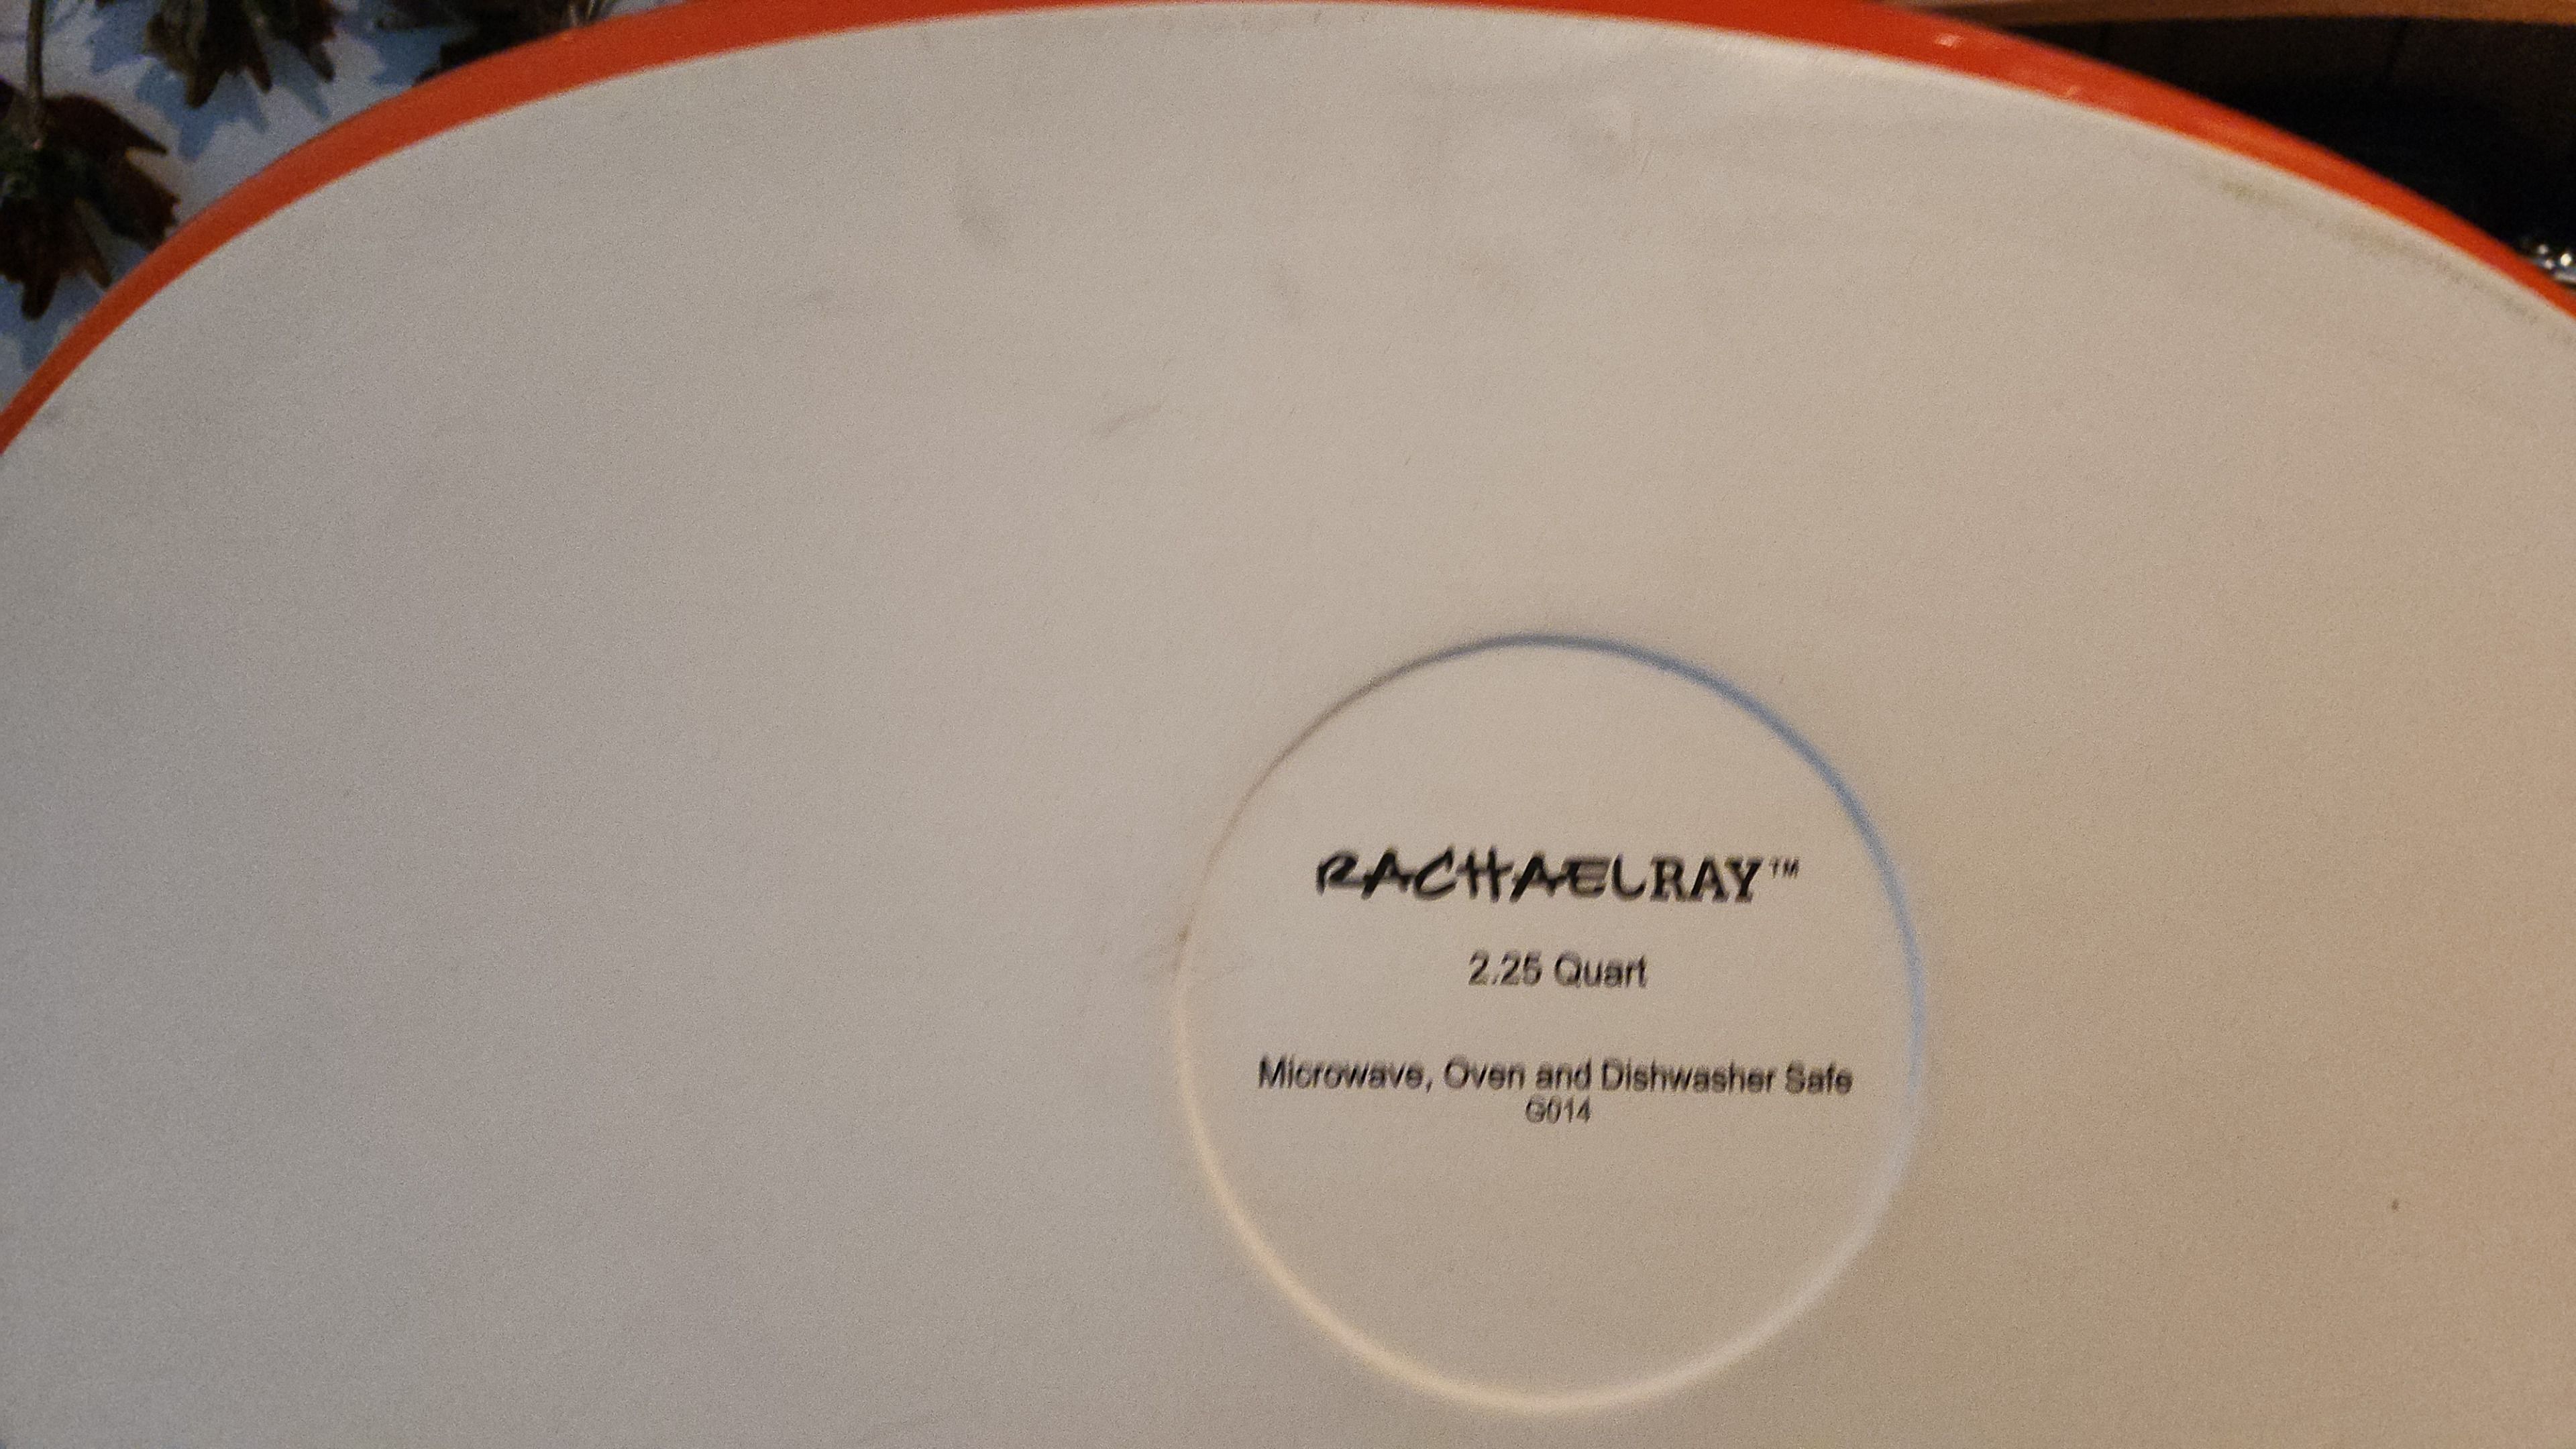 RACHAELRAY™
2.25 Quart
Microwave, Oven and Dishwasher Safe
G014